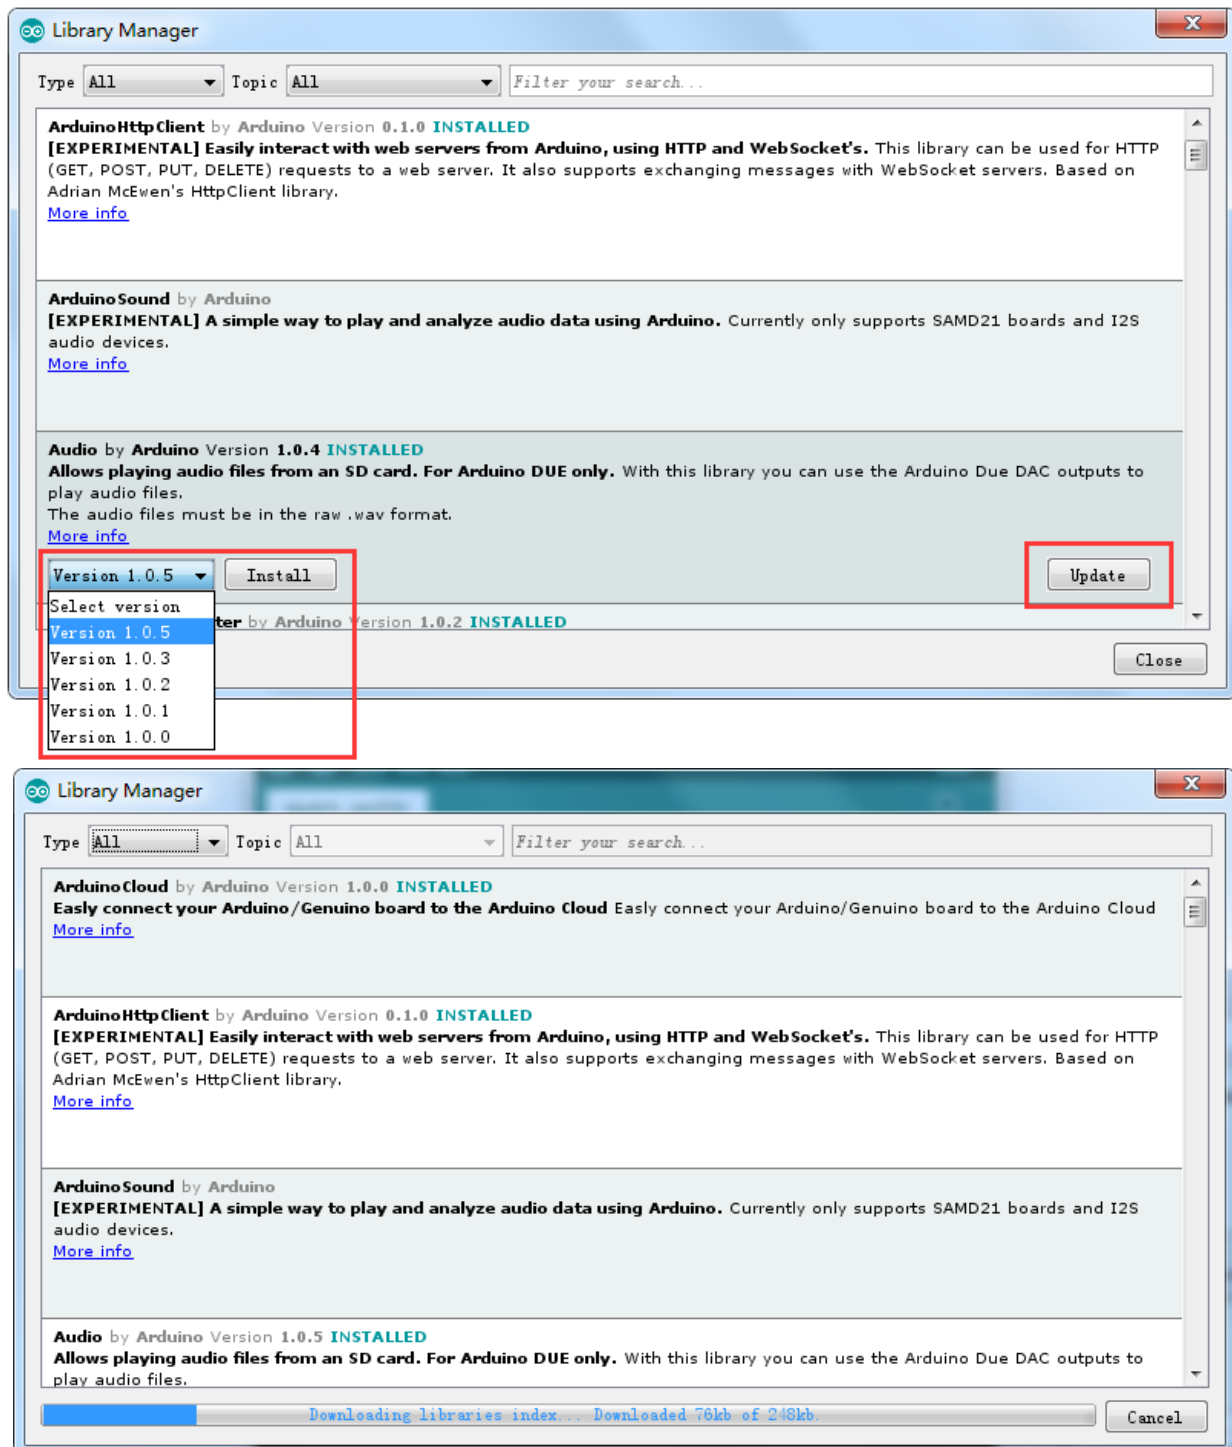 Library Manager
Type All Topic All Filter your search...
ArduinoHttpClient by Arduino Version 0.1.0 INSTALLED
[EXPERIMENTAL] Easily interact with web servers from Arduino, using HTTP and WebSocket's. This library can be used for HTTP
(GET, POST, PUT, DELETE) requests to a web server. It also supports exchanging messages with WebSocket servers. Based on
Adrian McEwen's HttpClient library.
More info
ArduinoSound by Arduino
[EXPERIMENTAL] A simple way to play and analyze audio data using Arduino. Currently only supports SAMD21 boards and I2S
audio devices.
More info
Audio by Arduino Version 1.0.4 INSTALLED
Allows playing audio files from an SD card. For Arduino DUE only. With this library you can use the Arduino Due DAC outputs to
play audio files.
The audio files must be in the raw .wav format.
More info
Version 1.0.5 Install Update
Select version
ter by Arduino Version 1.0.2 INSTALLED
Version 1.0.5
Version 1.0.3
Close
Version 1.0.2
Version 1.0.1
Version 1.0.0
Library Manager
Type All Topic All Filter your search...
ArduinoCloud by Arduino Version 1.0.0 INSTALLED
Easly connect your Arduino/Genuino board to the Arduino Cloud Easly connect your Arduino/Genuino board to the Arduino Cloud
More info
ArduinoHttpClient by Arduino Version 0.1.0 INSTALLED
[EXPERIMENTAL] Easily interact with web servers from Arduino, using HTTP and WebSocket's. This library can be used for HTTP
(GET, POST, PUT, DELETE) requests to a web server. It also supports exchanging messages with WebSocket servers. Based on
Adrian McEwen's HttpClient library.
More info
ArduinoSound by Arduino
[EXPERIMENTAL] A simple way to play and analyze audio data using Arduino. Currently only supports SAMD21 boards and I2S
audio devices.
More info
Audio by Arduino Version 1.0.5 INSTALLED
Allows playing audio files from an SD card. For Arduino DUE only. With this library you can use the Arduino Due DAC outputs to
play audio files.
Downloading libraries index... Downloaded 76kb of 248kb.
Cancel